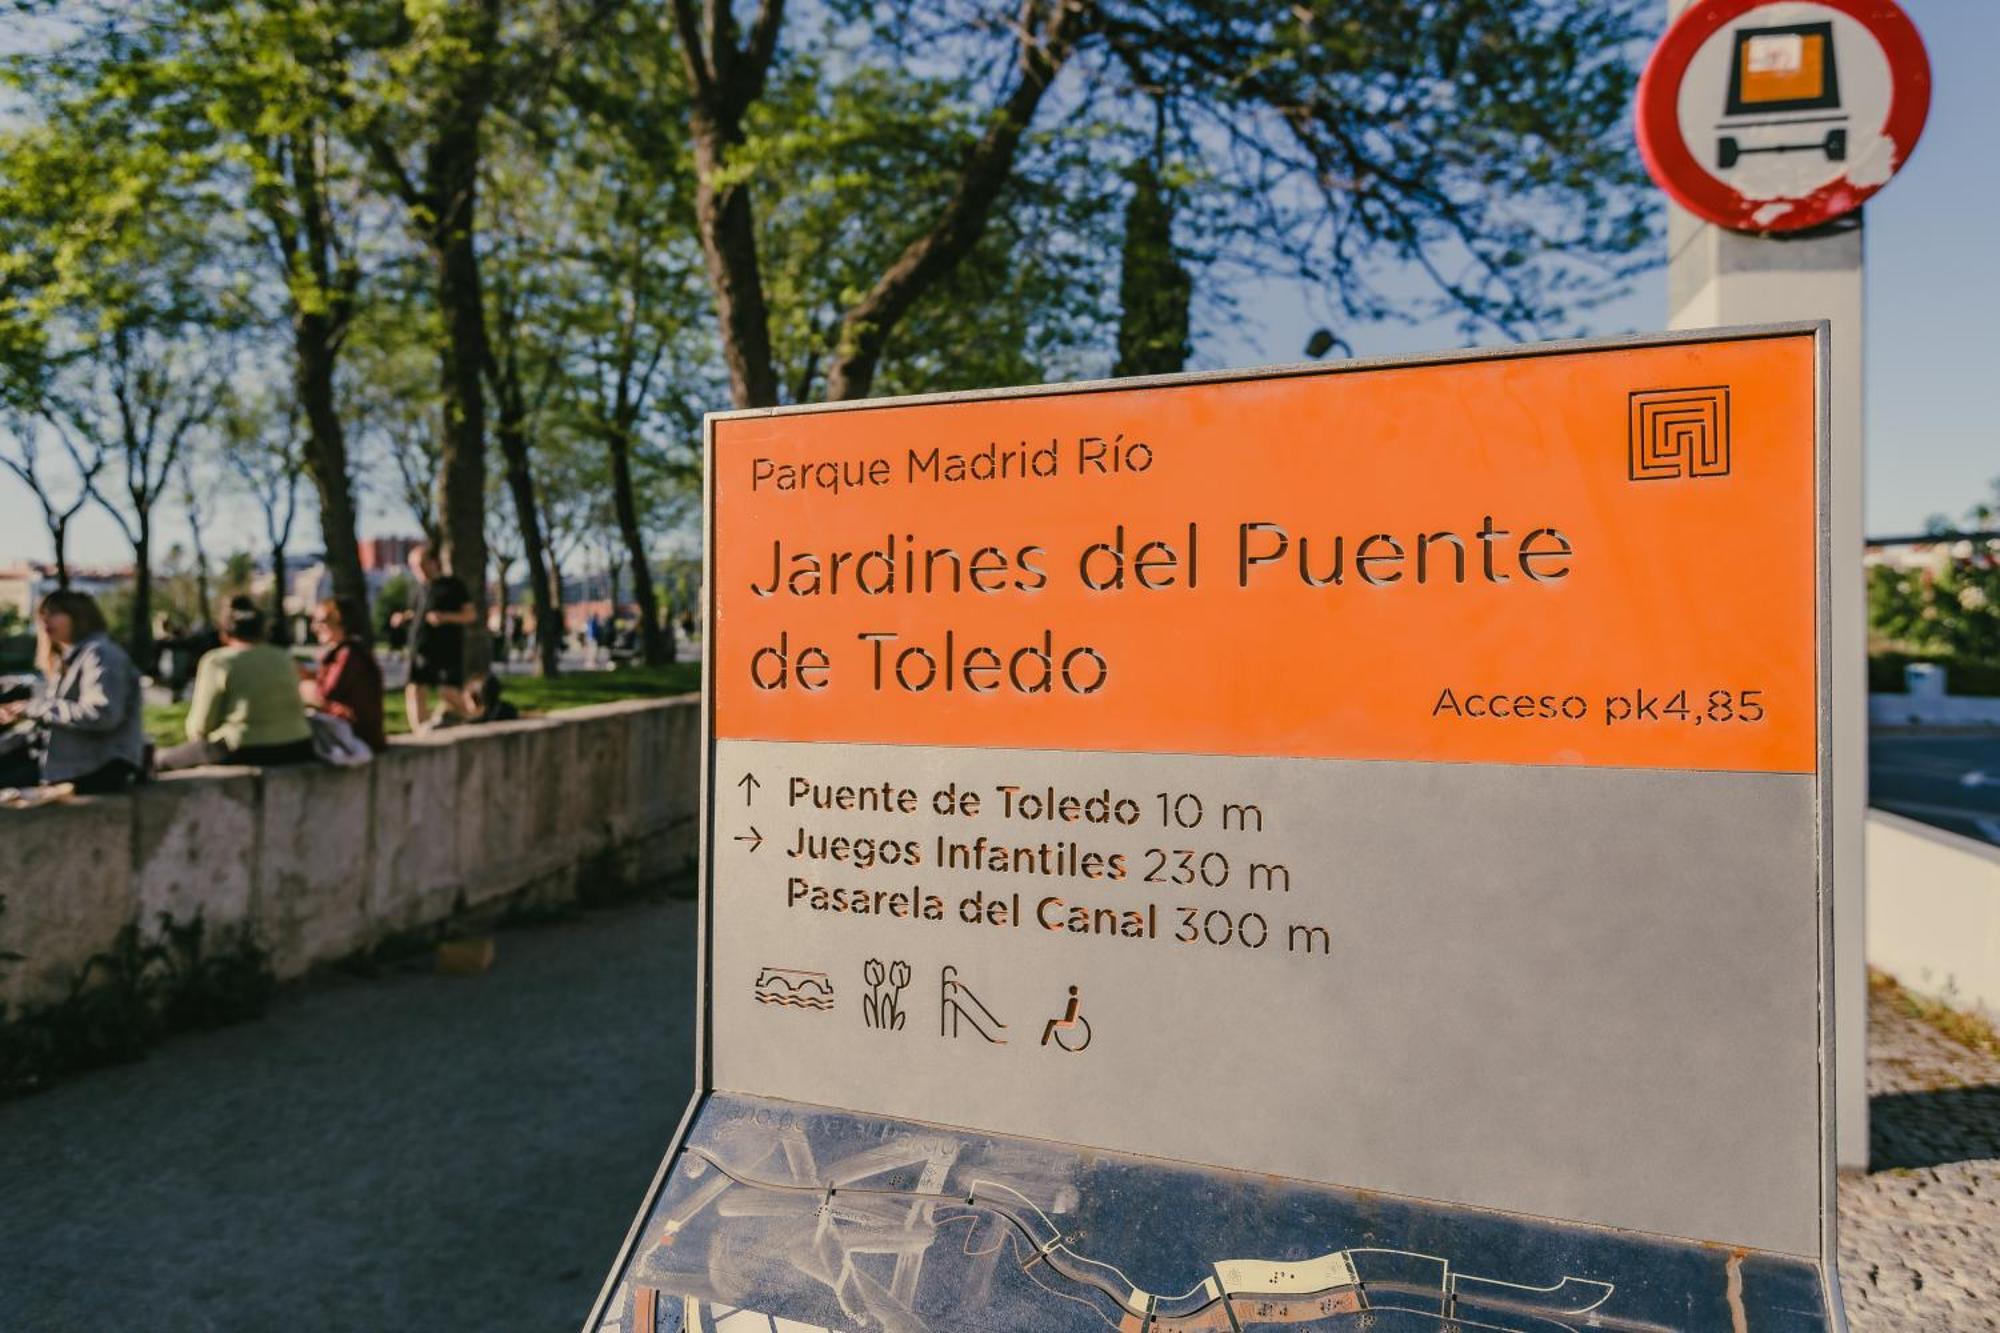 Parque Madrid Río
Jardines del Puente
de Toledo
Acceso pk4,85
↑ Puente de Toledo 10 m
→ Juegos Infantiles 230 m
Pasarela del Canal 300 m